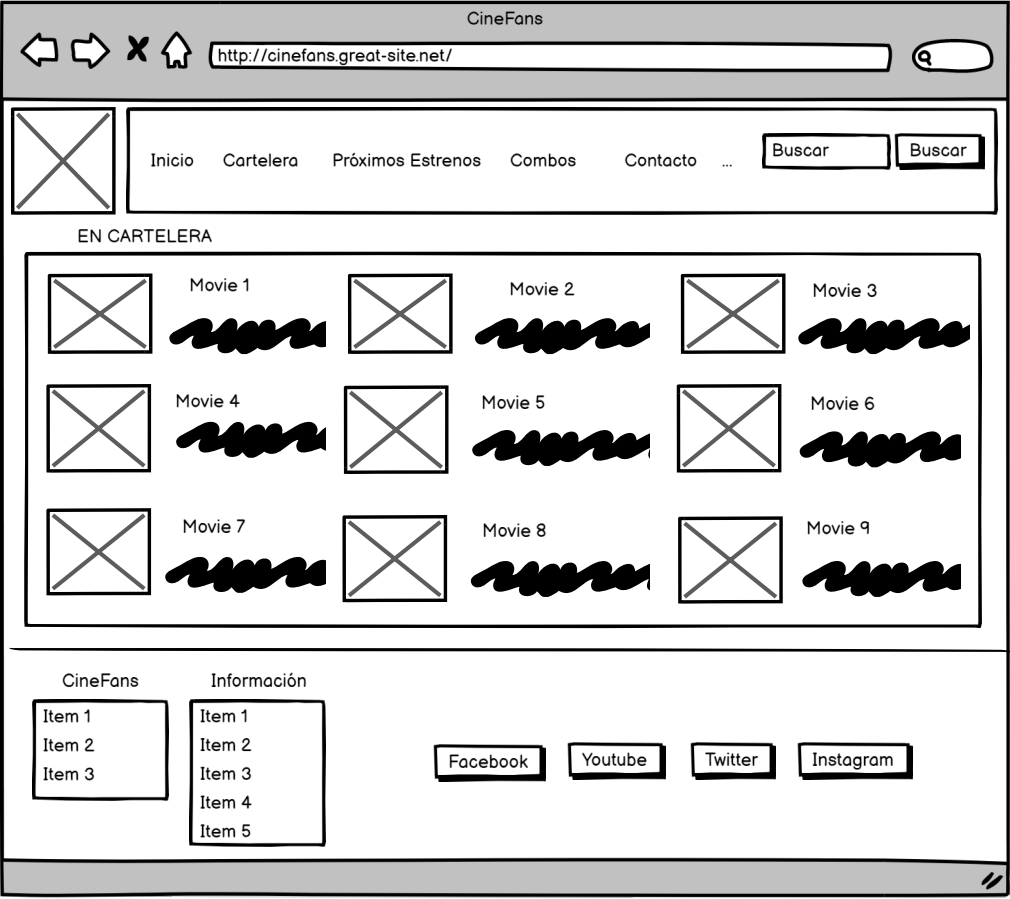 CineFans
http://cinefans.great-site.net/
Inicio Cartelera Próximos Estrenos Combos Contacto ... Buscar Buscar
EN CARTELERA
Movie 1 Movie 2 Movie 3
Movie 4 Movie 5 Movie 6
Movie 7 Movie 8 Movie 9
CineFans
Item 1
Item 2
Item 3
Información
Item 1
Item 2
Item 3
Item 4
Item 5
Facebook Youtube Twitter Instagram